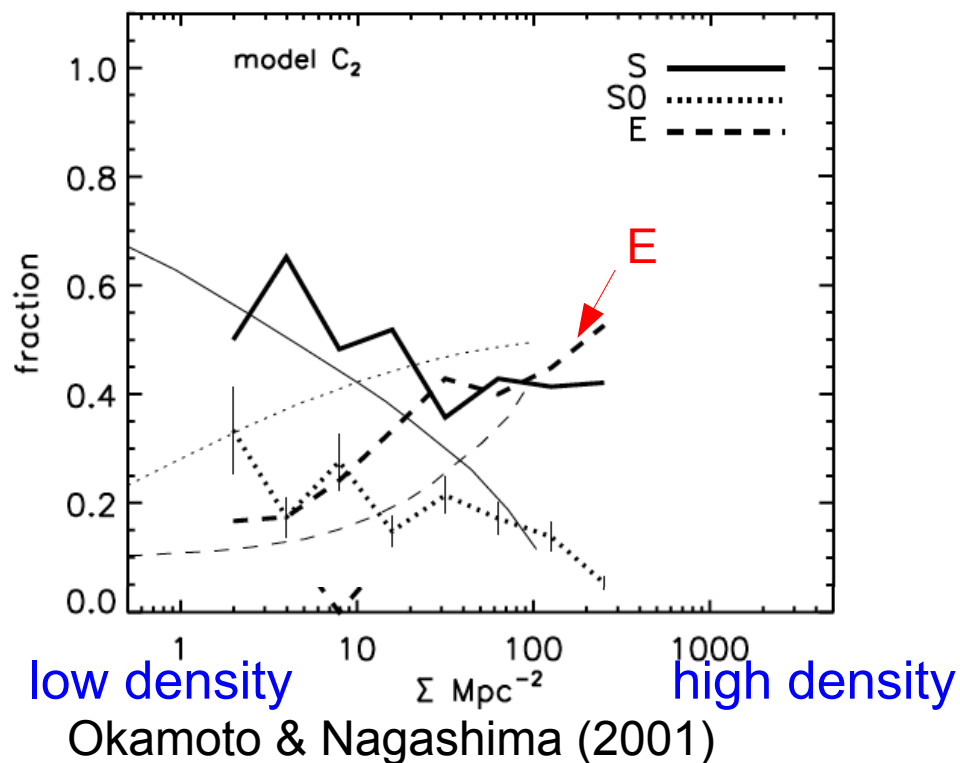 model C₂
S
S0
E
1.0
0.8
0.6
0.4
0.2
0.0
fraction
E
1
10
100
1000
low density
Σ Mpc⁻²
high density
Okamoto & Nagashima (2001)